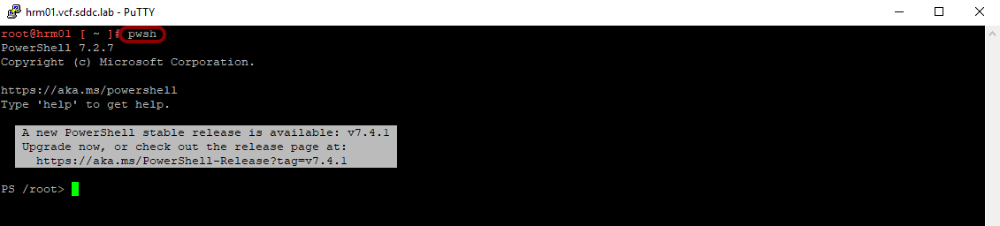 hrm01.vcf.sddc.lab - PuTTY
root@hrm01 [ ~ ]# pwsh
PowerShell 7.2.7
Copyright (c) Microsoft Corporation.
https://aka.ms/powershell
Type 'help' to get help.
A new PowerShell stable release is available: v7.4.1
Upgrade now, or check out the release page at:
https://aka.ms/PowerShell-Release?tag=v7.4.1
PS /root>